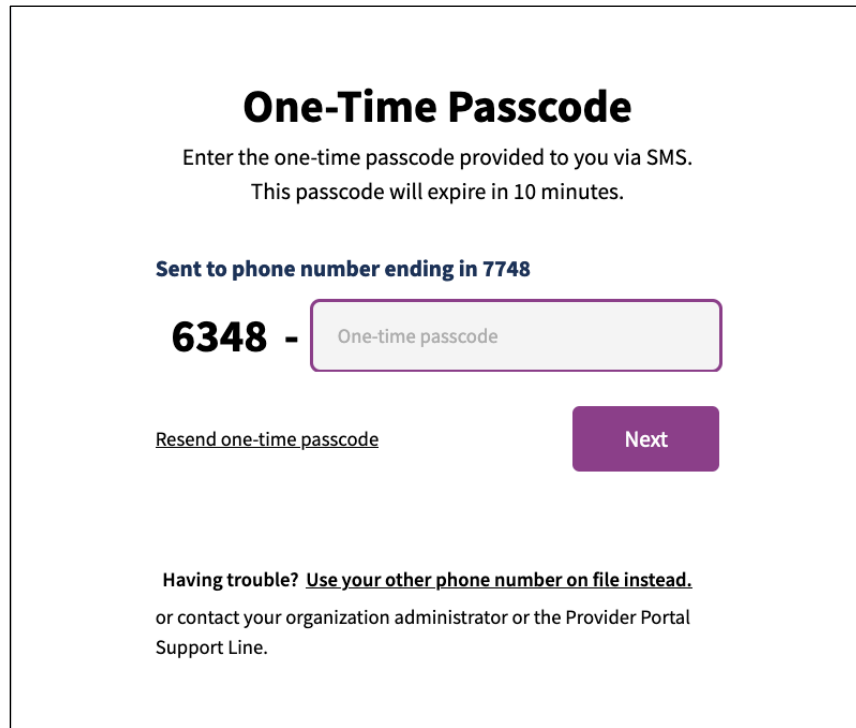 One-Time Passcode
Enter the one-time passcode provided to you via SMS.
This passcode will expire in 10 minutes.
Sent to phone number ending in 7748
6348 - One-time passcode
Resend one-time passcode
Next
Having trouble? Use your other phone number on file instead.
or contact your organization administrator or the Provider Portal
Support Line.